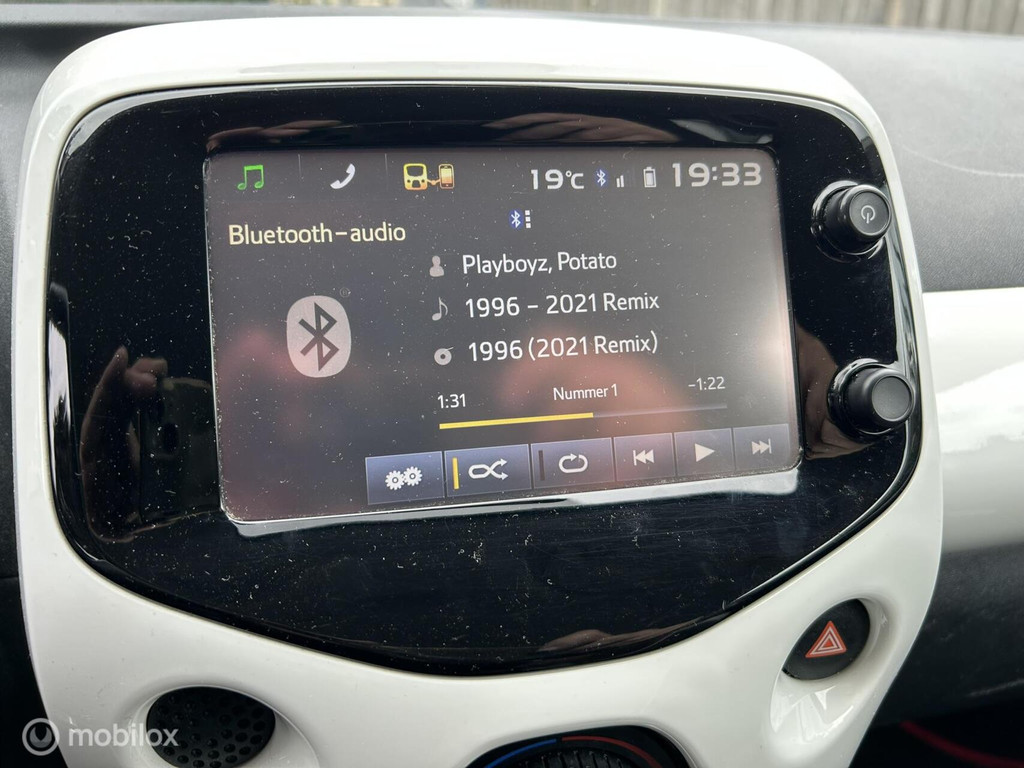 19°C 19:33
Bluetooth-audio
Playboyz, Potato
1996 - 2021 Remix
1996 (2021 Remix)
1:31 Nummer 1 -1:22
mobilox